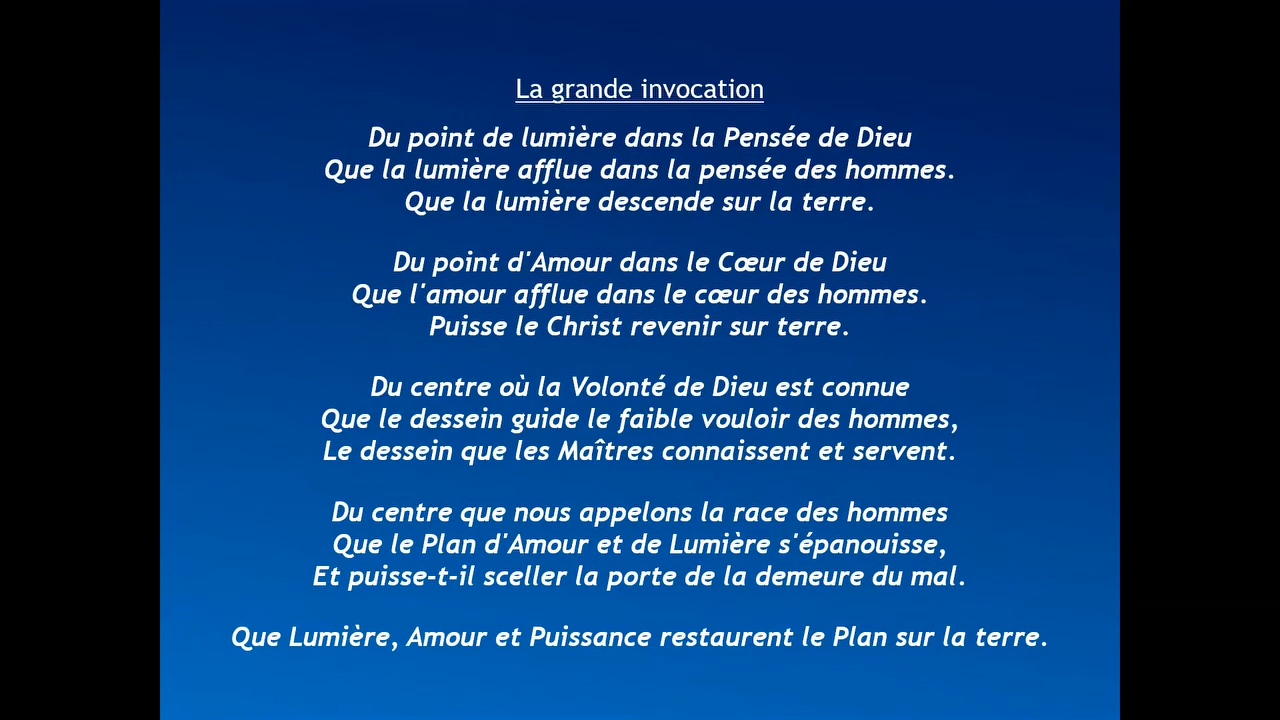 La grande invocation
Du point de lumière dans la Pensée de Dieu
Que la lumière afflue dans la pensée des hommes.
Que la lumière descende sur la terre.
Du point d'Amour dans le Cœur de Dieu
Que l'amour afflue dans le cœur des hommes.
Puisse le Christ revenir sur terre.
Du centre où la Volonté de Dieu est connue
Que le dessein guide le faible vouloir des hommes,
Le dessein que les Maîtres connaissent et servent.
Du centre que nous appelons la race des hommes
Que le Plan d'Amour et de Lumière s'épanouisse,
Et puisse-t-il sceller la porte de la demeure du mal.
Que Lumière, Amour et Puissance restaurent le Plan sur la terre.